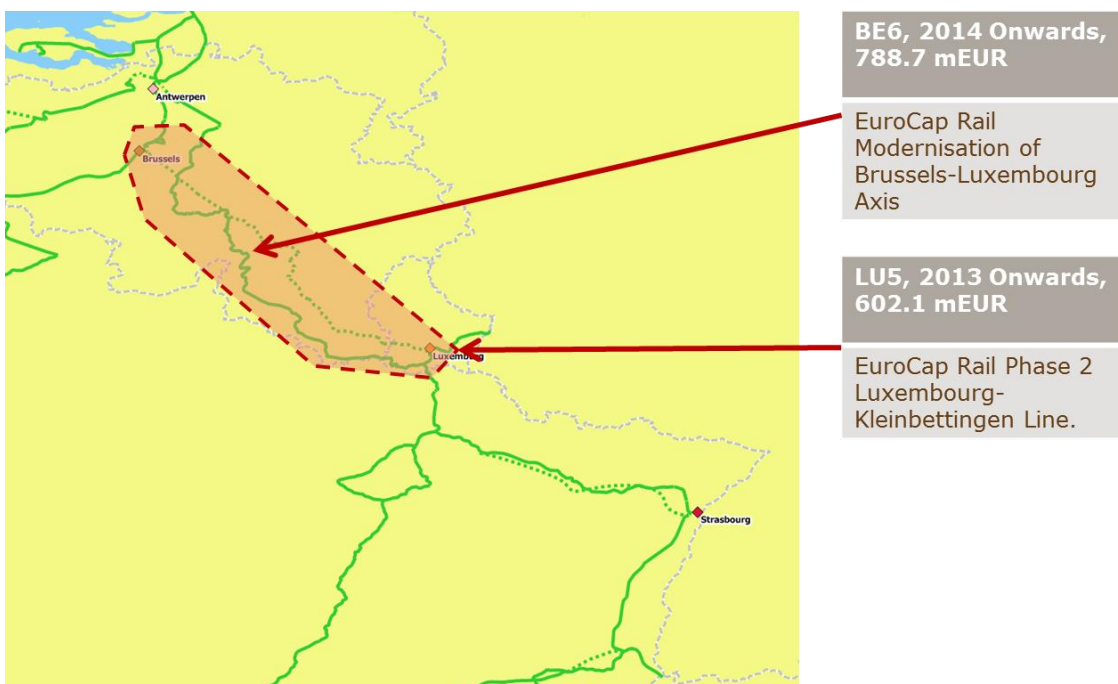 Antwerpen
Brussels
Luxemburg
Strasbourg
BE6, 2014 Onwards,
788.7 mEUR
EuroCap Rail
Modernisation of
Brussels-Luxembourg
Axis
LU5, 2013 Onwards,
602.1 mEUR
EuroCap Rail Phase 2
Luxembourg-
Kleinbettingen Line.